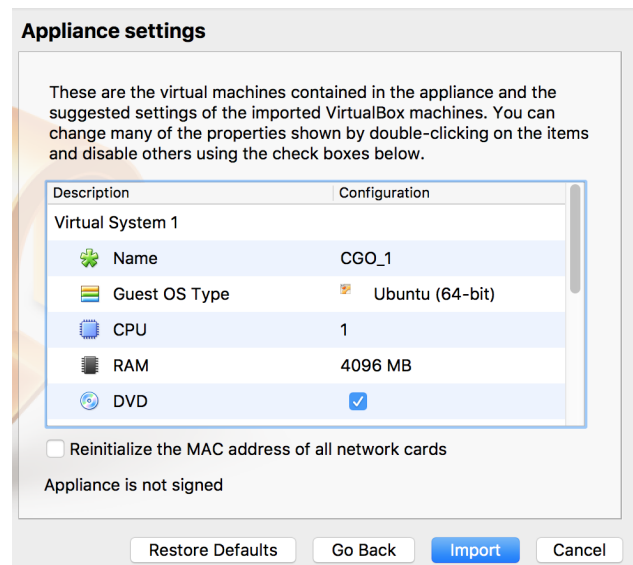 Appliance settings
These are the virtual machines contained in the appliance and the
suggested settings of the imported VirtualBox machines. You can
change many of the properties shown by double-clicking on the items
and disable others using the check boxes below.
Description Configuration
Virtual System 1
Name CGO_1
Guest OS Type Ubuntu (64-bit)
CPU 1
RAM 4096 MB
DVD
Reinitialize the MAC address of all network cards
Appliance is not signed
Restore Defaults Go Back Import Cancel